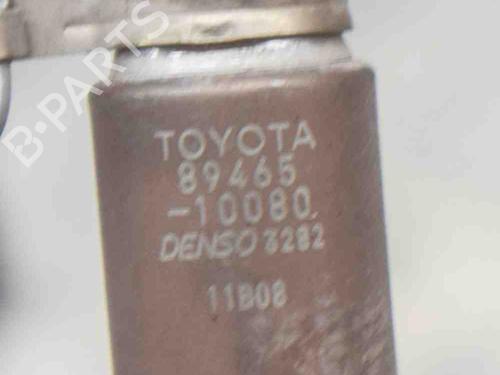 B-PARTS
TOYOTA
89465
-10080.
DENSO 3282
11B08